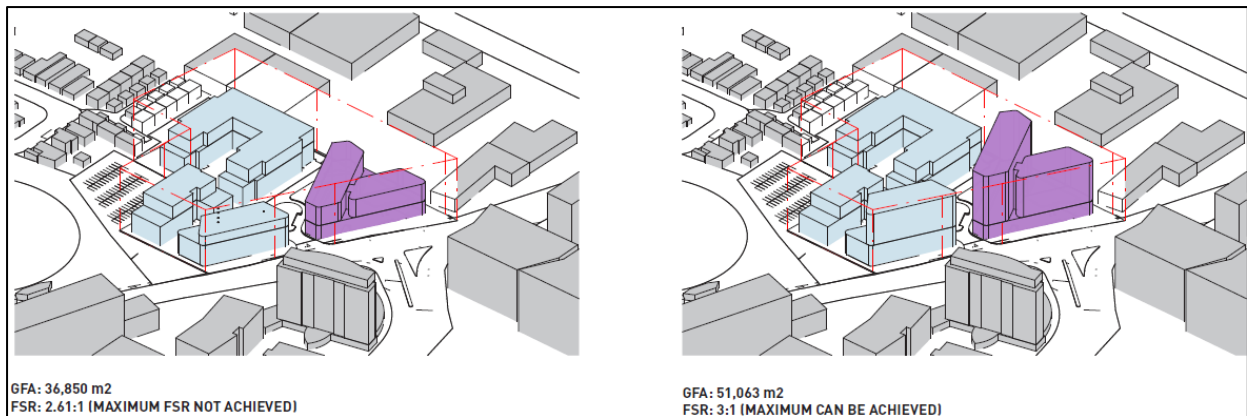 GFA: 36,850 m2
FSR: 2.61:1 (MAXIMUM FSR NOT ACHIEVED)
GFA: 51,063 m2
FSR: 3:1 (MAXIMUM CAN BE ACHIEVED)